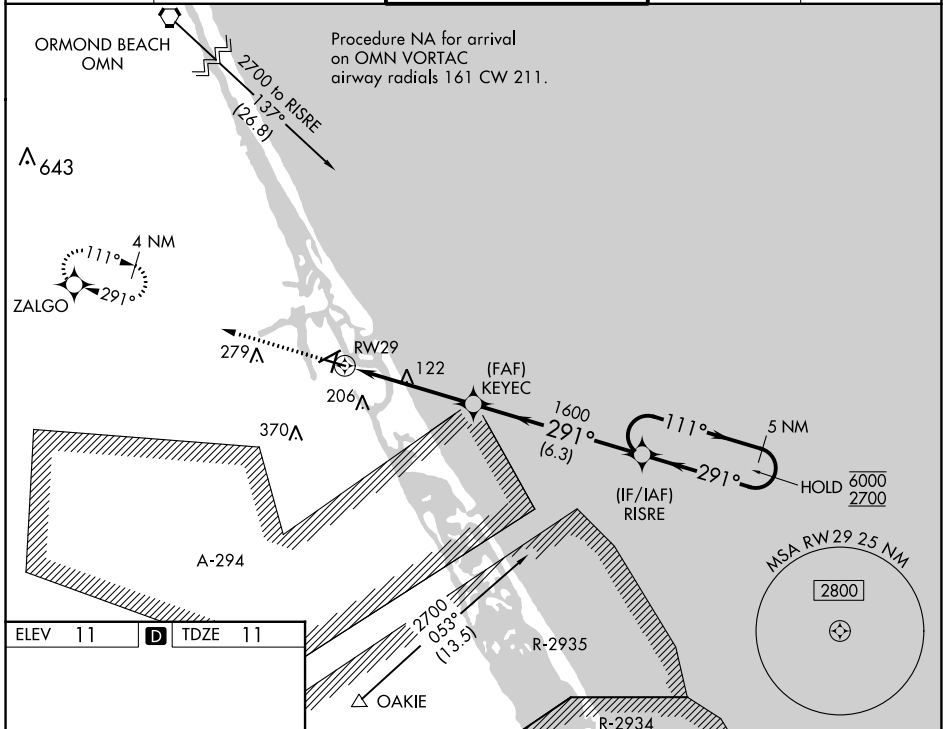 ORMOND BEACH
OMN
Procedure NA for arrival
on OMN VORTAC
airway radials 161 CW 211.
2700 to RISRE
137°
(26.8)
643
4 NM
111°
291°
ZALGO
279
RW29
122
206
370
(FAF)
KEYEC
1600
291°
(6.3)
111°
5 NM
291°
HOLD 6000
2700
(IF/IAF)
RISRE
A-294
MSA RW 29 25 NM
2800
2700
053°
(13.5)
R-2935
OAKIE
R-2934
ELEV 11 D TDZE 11